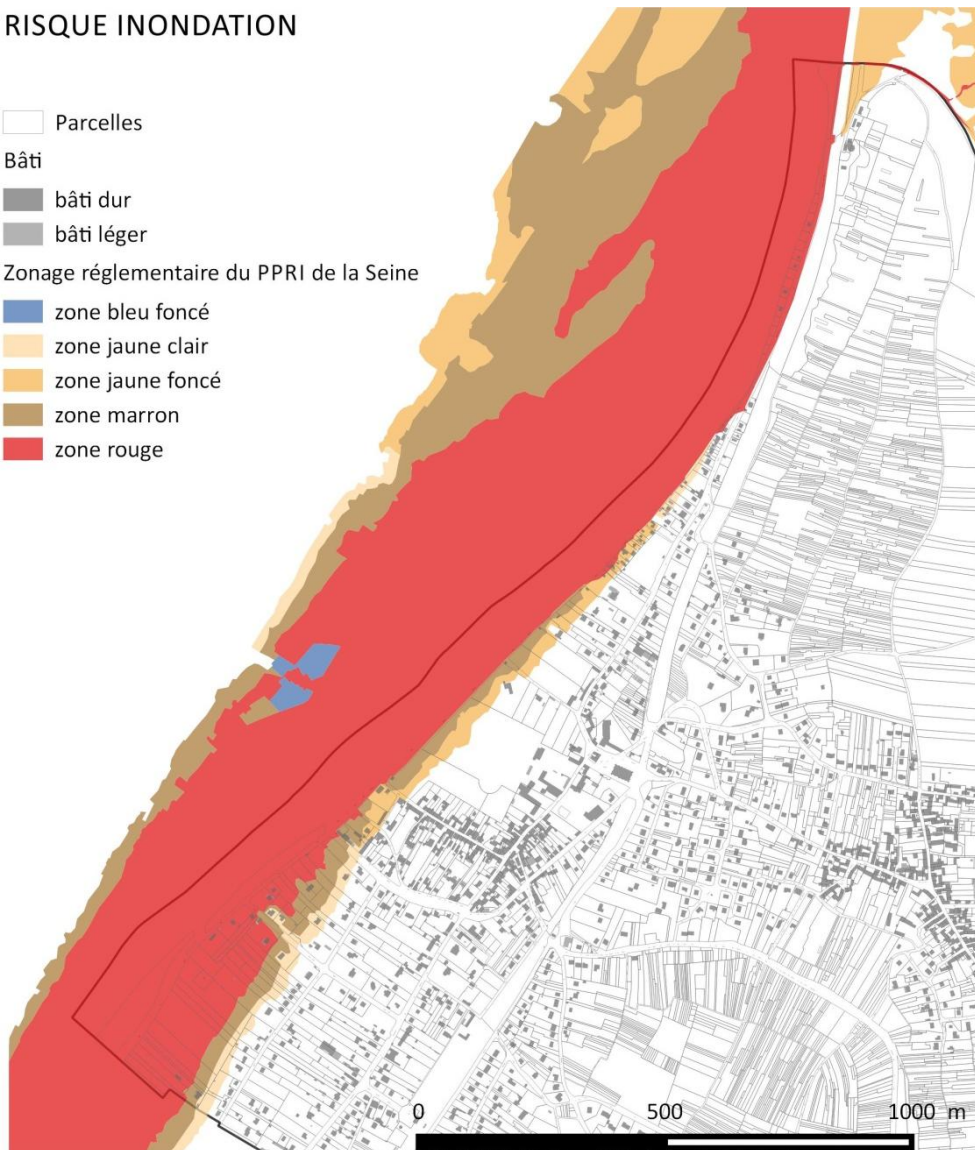 RISQUE INONDATION
Parcelles
Bâti
bâti dur
bâti léger
Zonage réglementaire du PPRI de la Seine
zone bleu foncé
zone jaune clair
zone jaune foncé
zone marron
zone rouge
0 500 1000 m